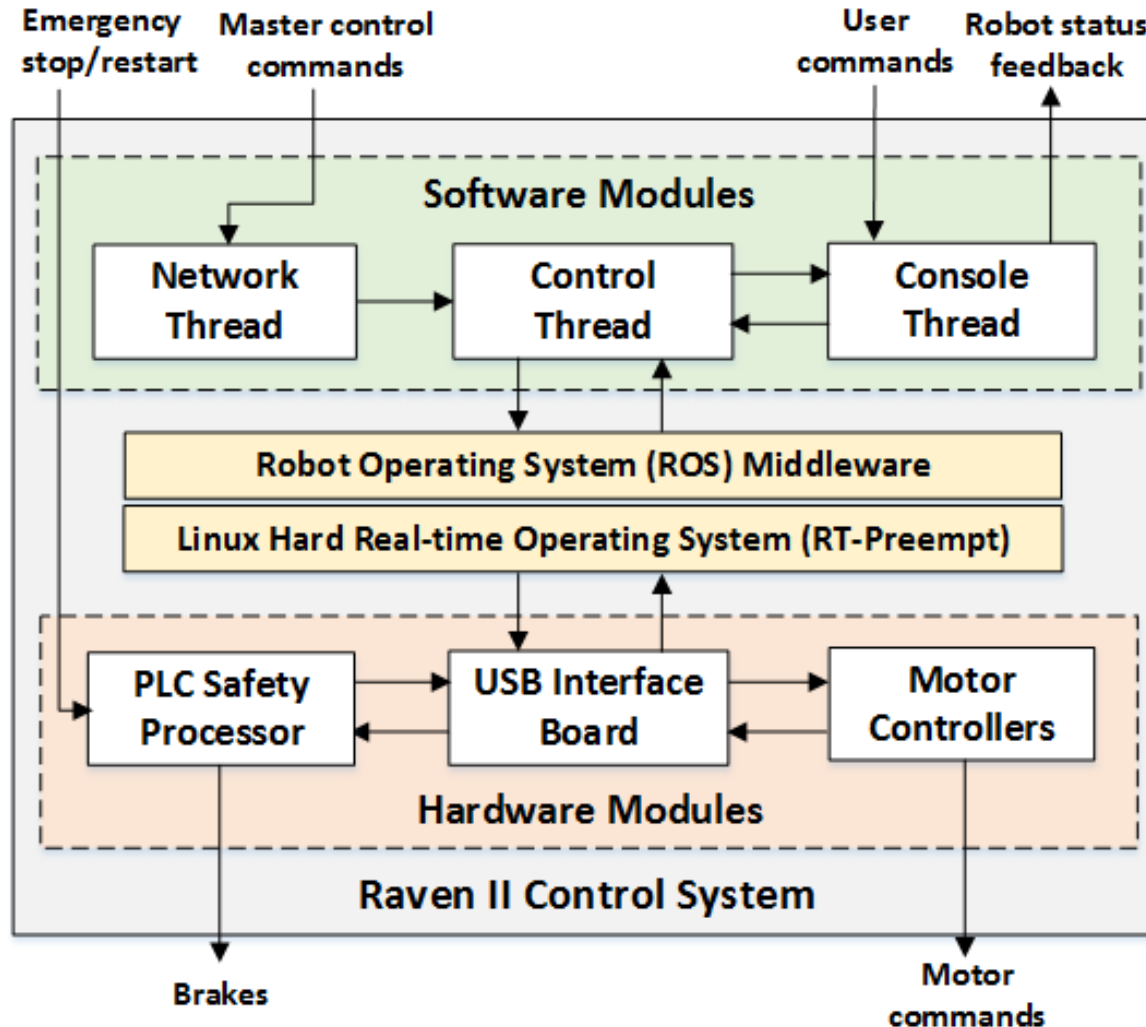 Emergency
stop/restart
Master control
commands
User
commands
Robot status
feedback
Software Modules
Network
Thread
Control
Thread
Console
Thread
Robot Operating System (ROS) Middleware
Linux Hard Real-time Operating System (RT-Preempt)
PLC Safety
Processor
USB Interface
Board
Motor
Controllers
Hardware Modules
Raven II Control System
Brakes
Motor
commands